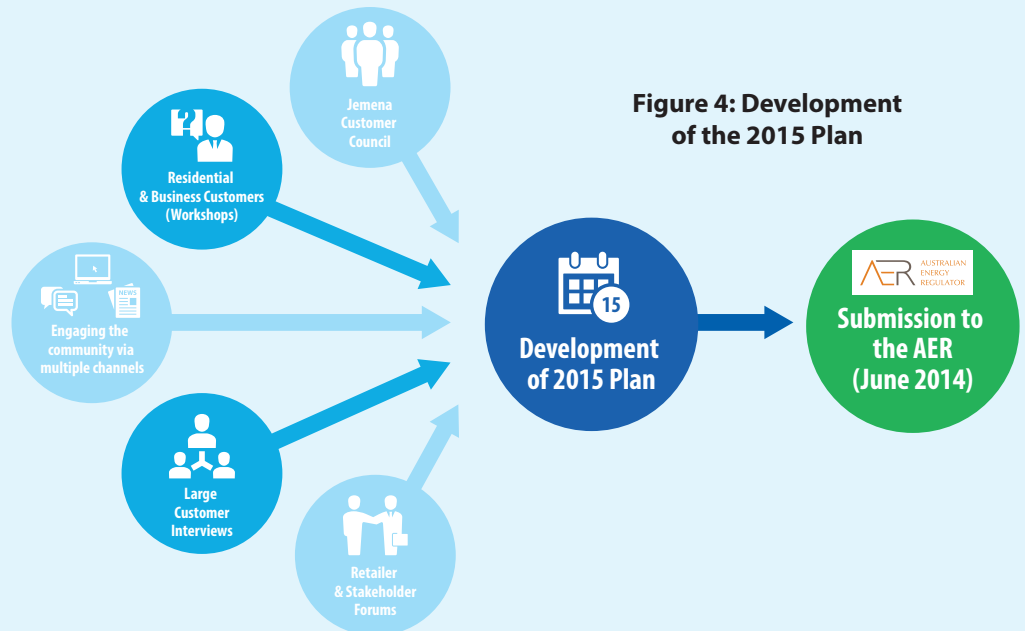 Figure 4: Development
of the 2015 Plan
Jemena
Customer
Council
Residential
& Business Customers
(Workshops)
NEWS
Engaging the
community via
multiple channels
Large
Customer
Interviews
Retailer
& Stakeholder
Forums
15
Development
of 2015 Plan
AER
AUSTRALIAN
ENERGY
REGULATOR
Submission to
the AER
(June 2014)